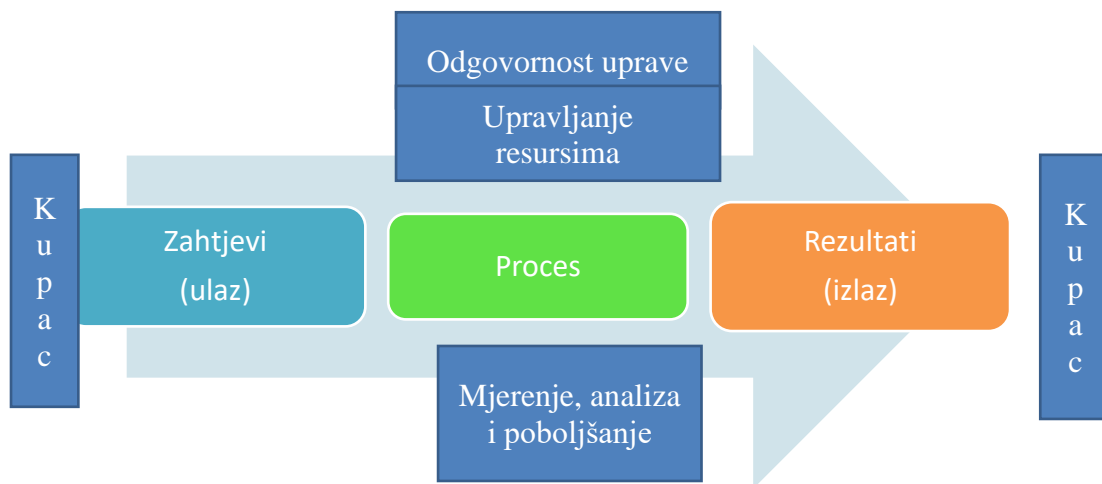 Odgovornost uprave
Upravljanje
resursima
K
u
p
a
c
Zahtjevi
(ulaz)
Proces
Rezultati
(izlaz)
K
u
p
a
c
Mjerenje, analiza
i poboljšanje